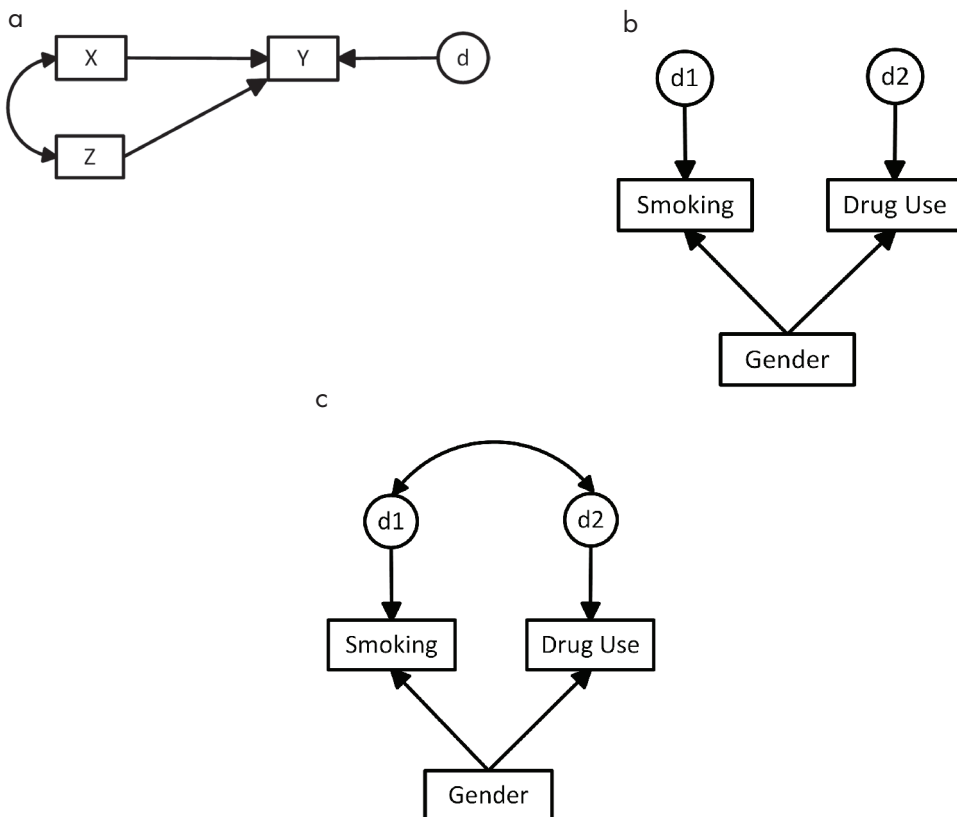 a
X
Y
d
Z
b
d1
d2
Smoking
Drug Use
Gender
c
d1
d2
Smoking
Drug Use
Gender